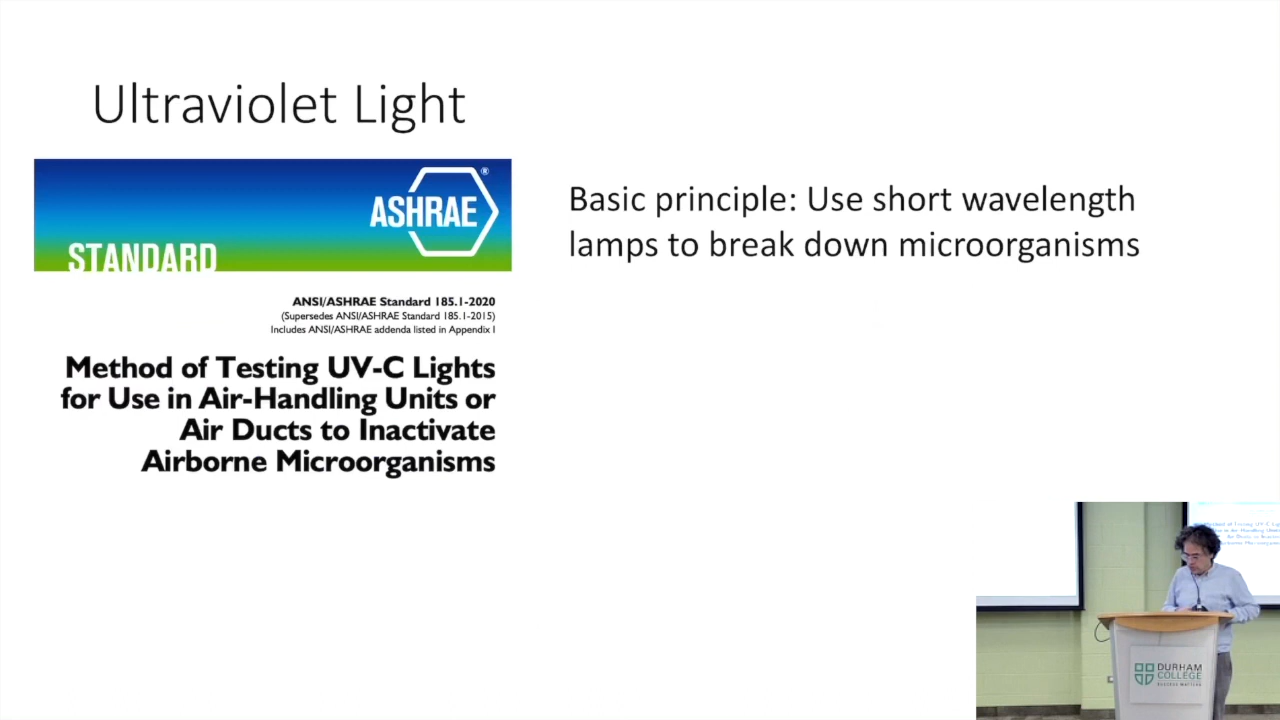 Ultraviolet Light
ASHRAE®
STANDARD
ANSI/ASHRAE Standard 185.1-2020
(Supersedes ANSI/ASHRAE Standard 185.1-2015)
Includes ANSI/ASHRAE addenda listed in Appendix I
Method of Testing UV-C Lights
for Use in Air-Handling Units or
Air Ducts to Inactivate
Airborne Microorganisms
Basic principle: Use short wavelength
lamps to break down microorganisms
DURHAM
COLLEGE
SUCCESS MATTERS